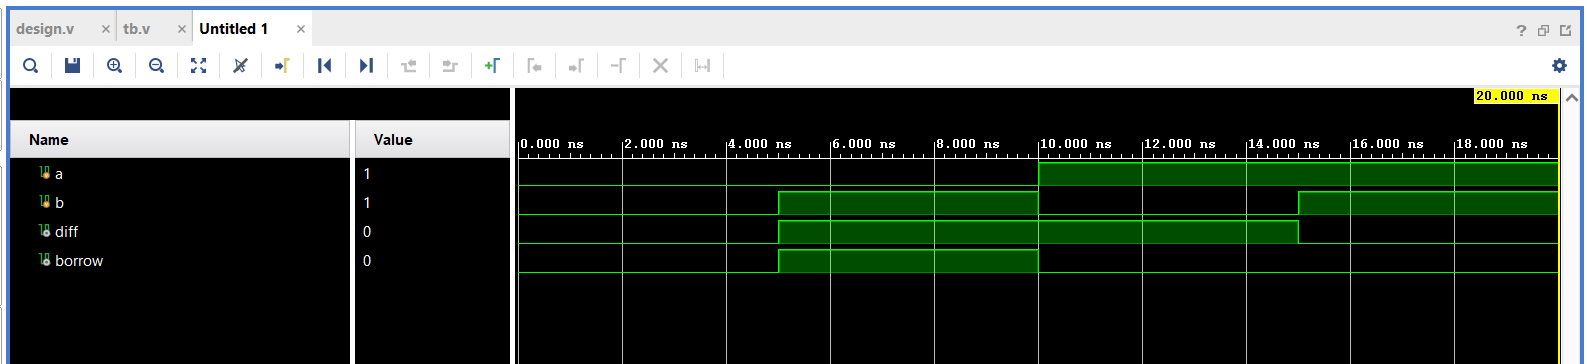 design.v × tb.v × Untitled 1 ×
20.000 ns
Name Value
0.000 ns 2.000 ns 4.000 ns 6.000 ns 8.000 ns 10.000 ns 12.000 ns 14.000 ns 16.000 ns 18.000 ns
a 1
b 1
diff 0
borrow 0